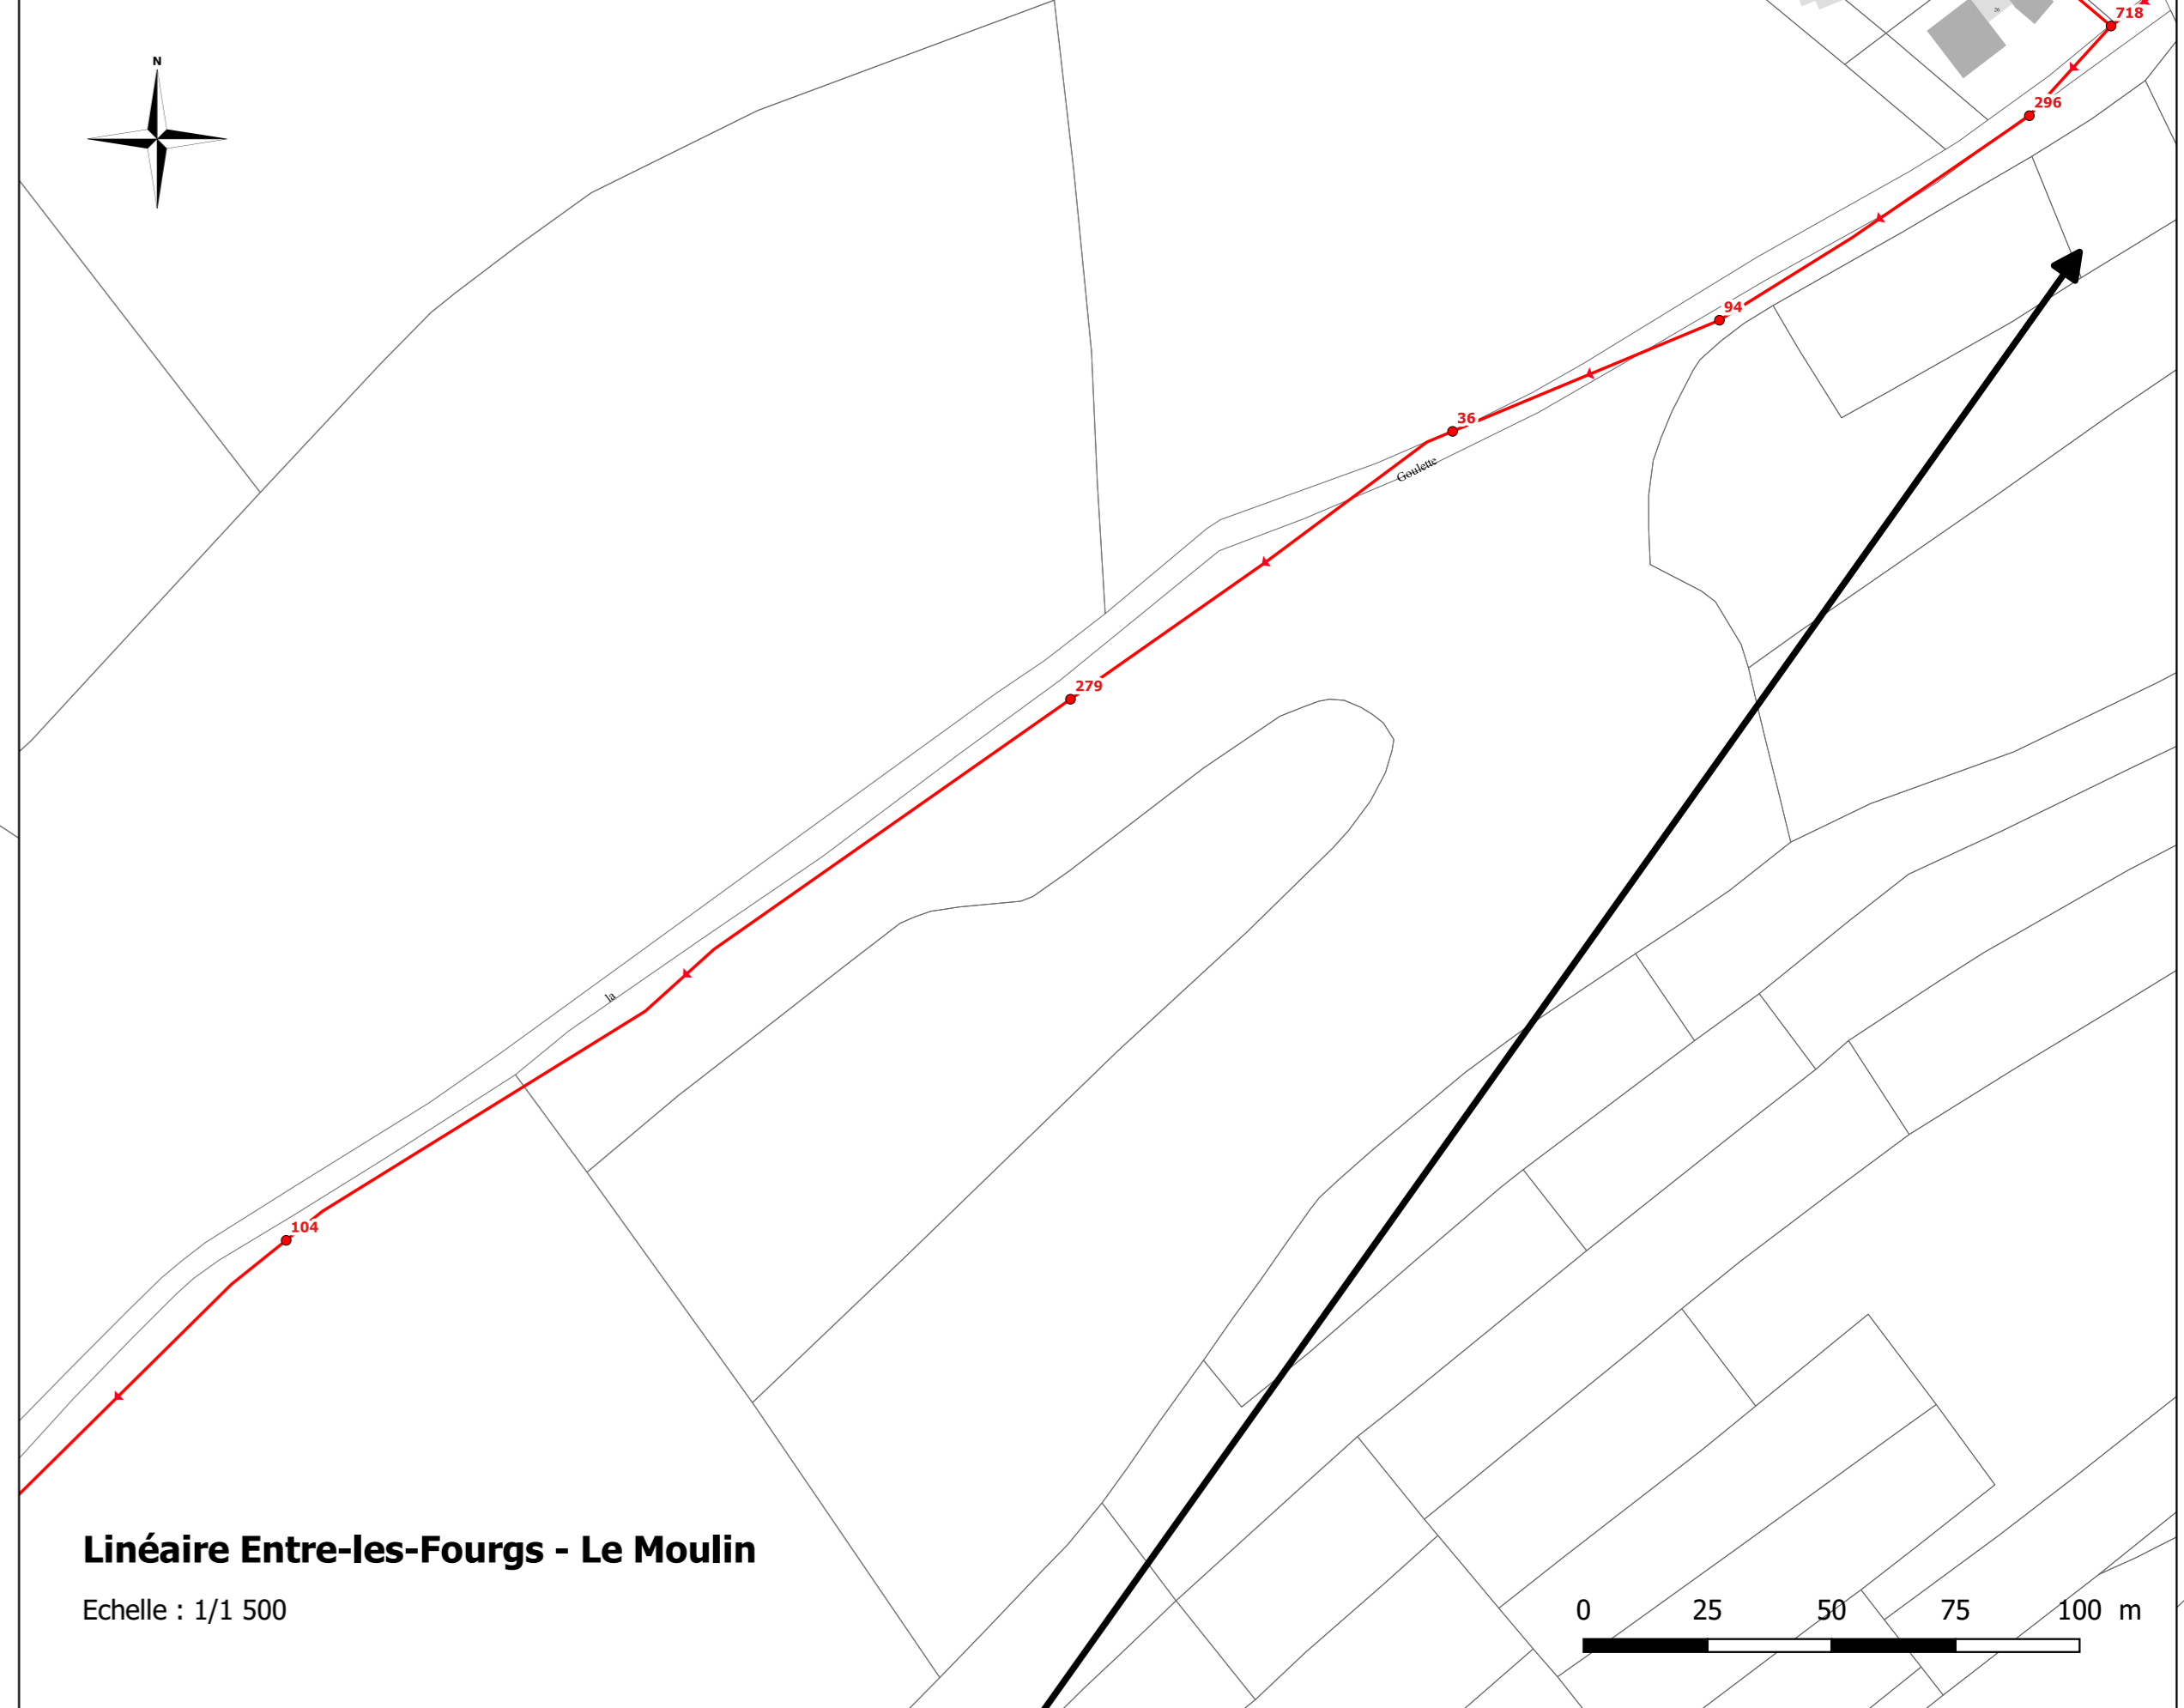 718
26
N
296
94
36
Goulette
279
la
104
Linéaire Entre-les-Fourgs - Le Moulin
Echelle : 1/1 500
0 25 50 75 100 m